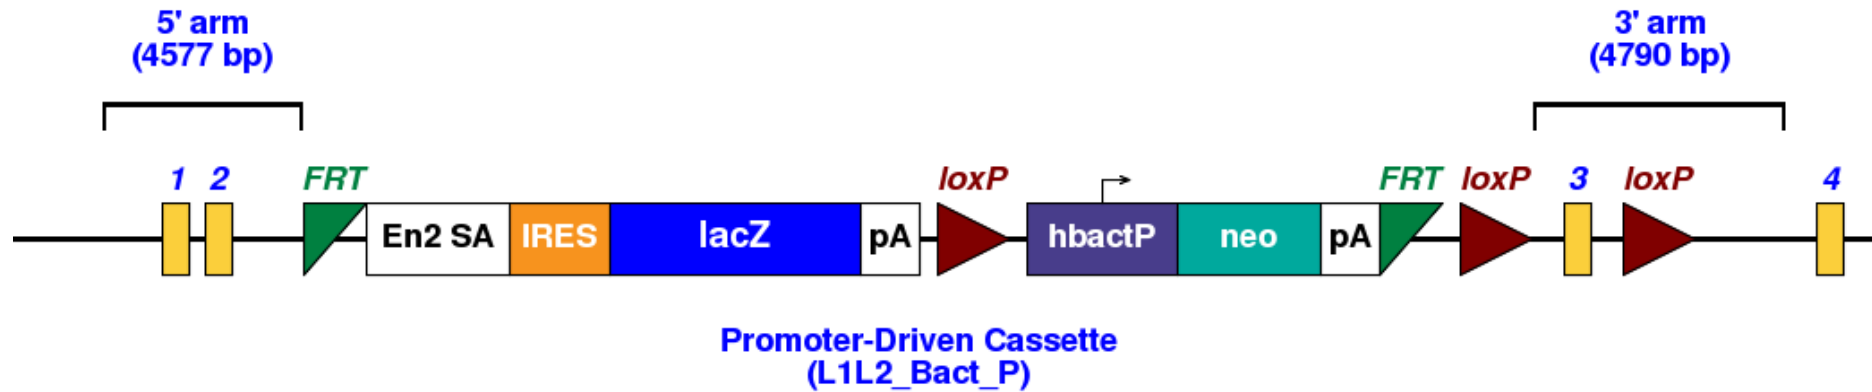 5' arm
(4577 bp)
3' arm
(4790 bp)
1 2 FRT loxP FRT loxP 3 loxP 4
En2 SA IRES lacZ pA hbactP neo pA
Promoter-Driven Cassette
(L1L2_Bact_P)